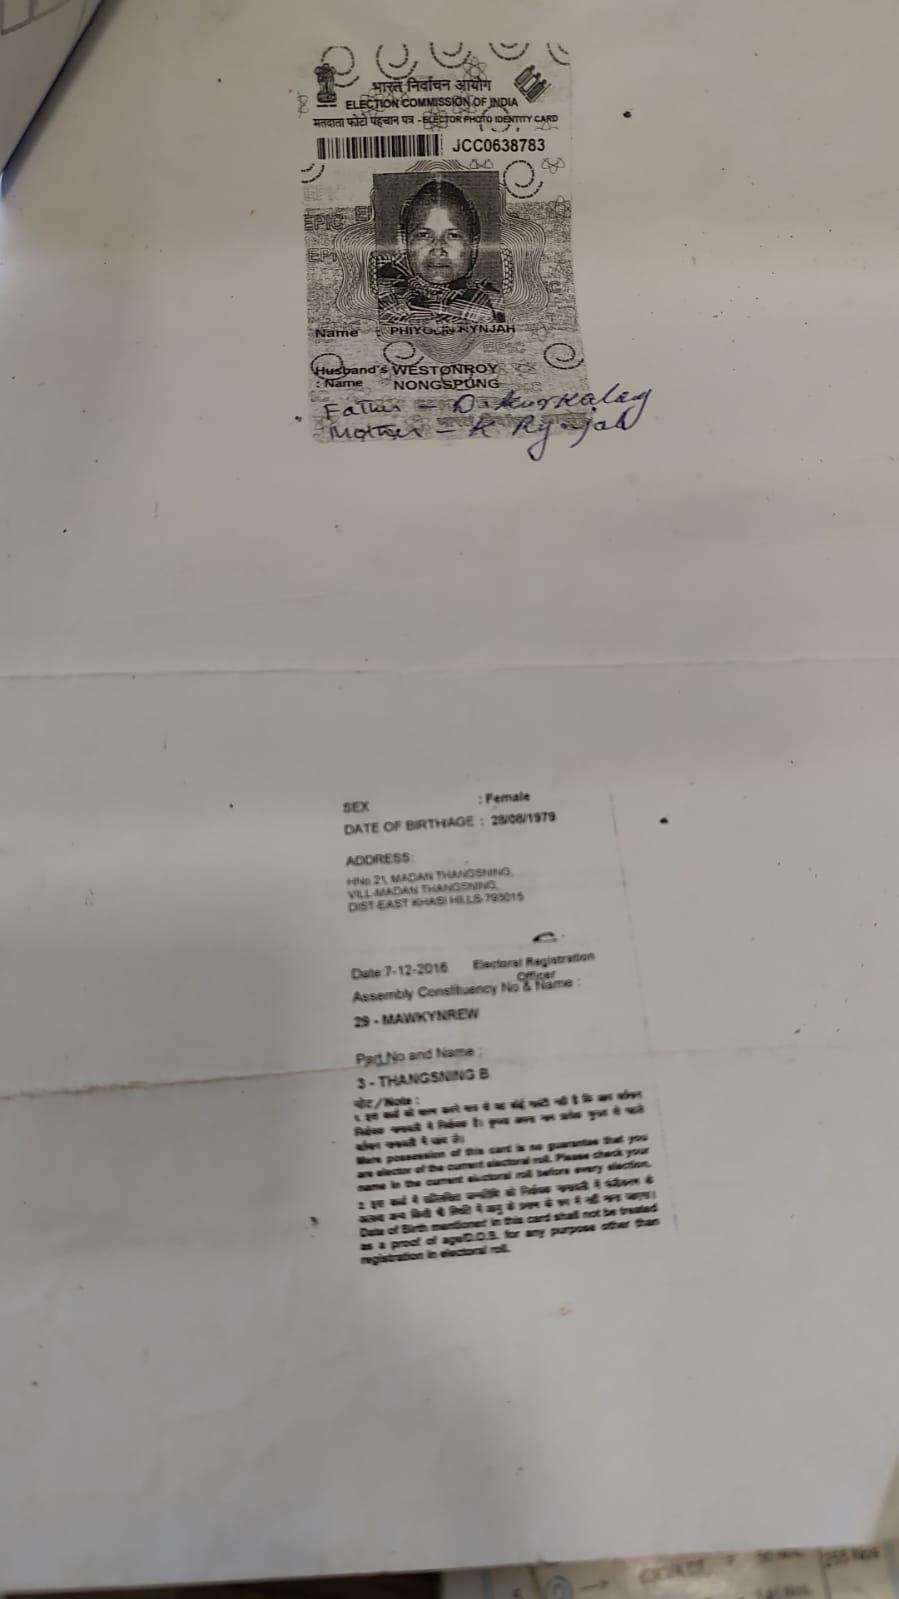 भारत निर्वाचन आयोग
ELECTION COMMISSION OF INDIA
मतदाता फोटो पहचान पत्र - ELECTOR PHOTO IDENTITY CARD
JCC0638783
EPIC
EPI
Name : PHIYOLIN NYNJAH
Husband's WESTONROY
: Name NONGSPUNG
Father - D.
Mother - K Rynjah
SEX : Female
DATE OF BIRTH/AGE : 28/08/1979
ADDRESS:
HNo 21, MADAN THANGSNING,
VILL-MADAN THANGSNING,
DIST-EAST KHASI HILLS-793015
Date:7-12-2016 Electoral Registration
Officer
Assembly Constituency No & Name :
29 - MAWKYNREW
Part No and Name :
3 - THANGSNING B
नोट / Note :
Mere possession of this card is no guarantee that you
are elector of the current electoral roll. Please check your
name in the current electoral roll before every election.
Date of Birth mentioned in this card shall not be treated
as a proof of age/D.O.B. for any purpose other than
registration in electoral roll.